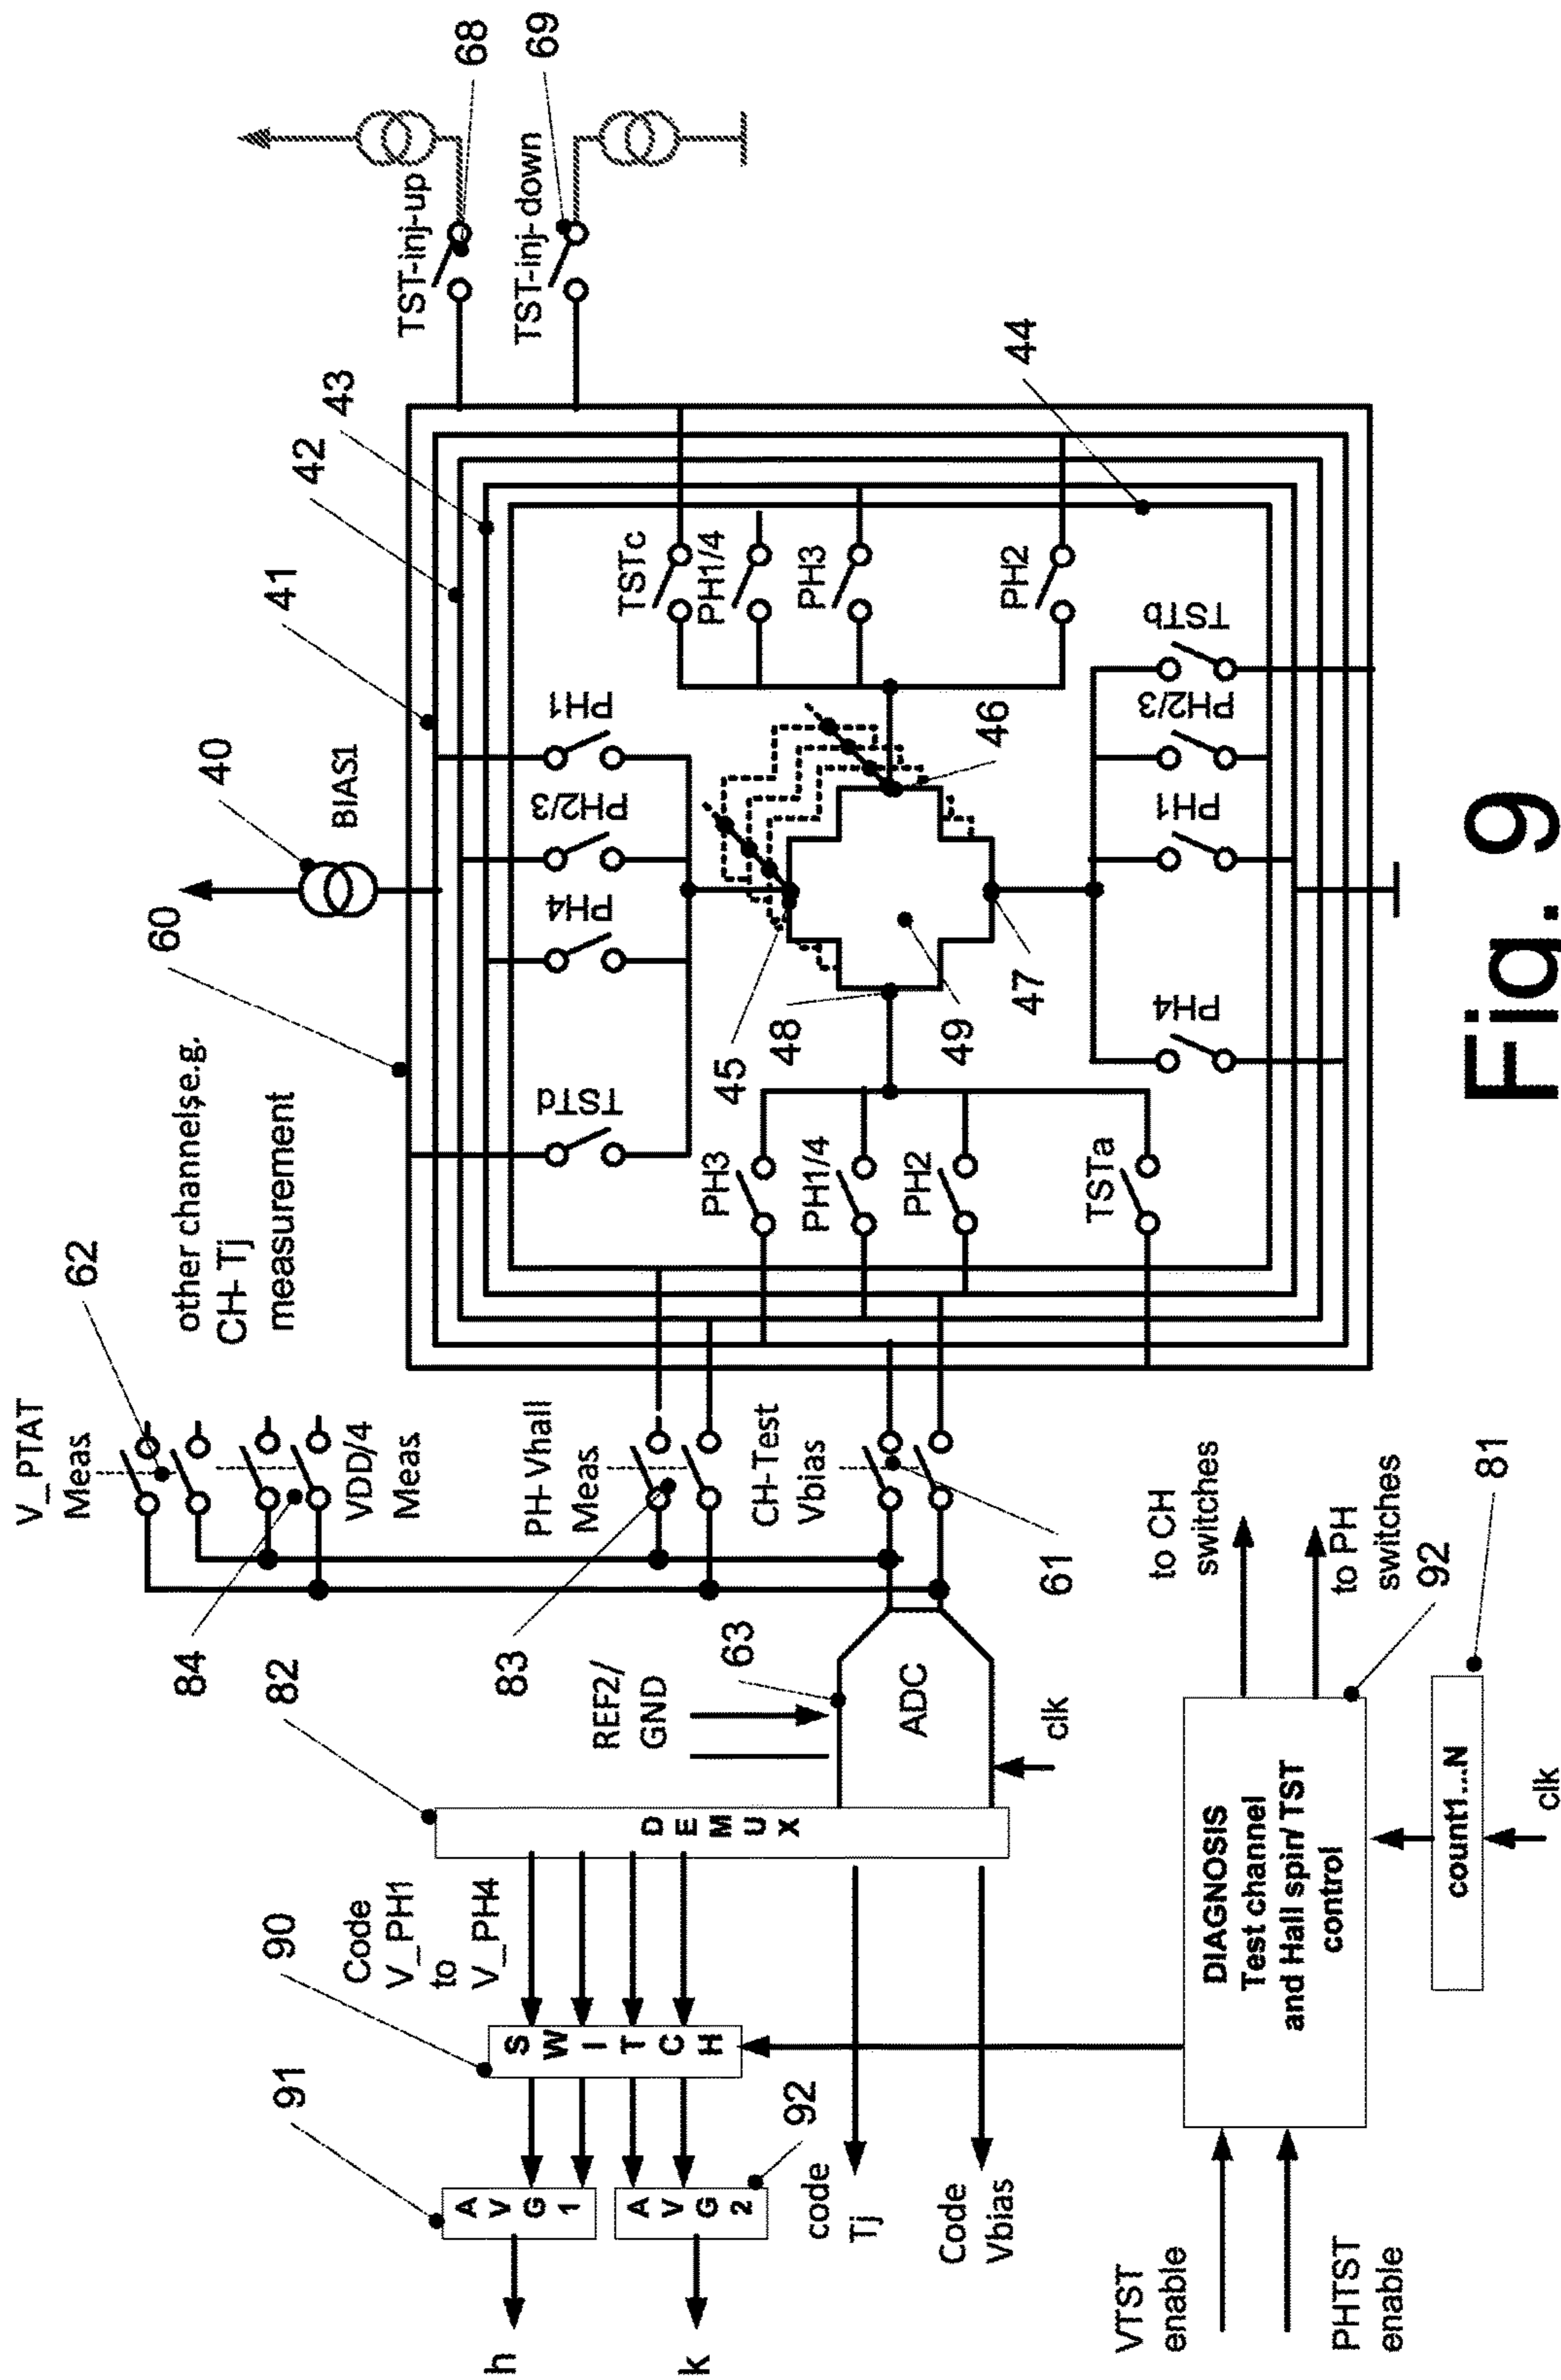 V_PTAT
Meas
62
other channelse.g.
CH-Tj
measurement
60
40
BIAS1
41
42
43
TST-inj-up
68
TST-inj-down
69
84
VDD/4
Meas
82
83
PH-Vhall
Meas
CH-Test
Vbias
61
REF2/
GND
63
ADC
clk
D
E
M
U
X
Code
V_PH1
to
V_PH4
90
S
W
I
T
C
H
91
A
V
G
1
A
V
G
2
92
h
k
code
Tj
Code
Vbias
TSTd
PH4
PH2/3
PH1
TSTc
PH1/4
PH3
PH2
44
PH3
PH1/4
PH2
TSTa
45
48
49
47
46
PH4
PH1
PH2/3
TSTb
VTST
enable
PHTST
enable
DIAGNOSIS
Test channel
and Hall spin/ TST
control
to CH
switches
to PH
switches
92
81
count1...N
clk
Fig. 9